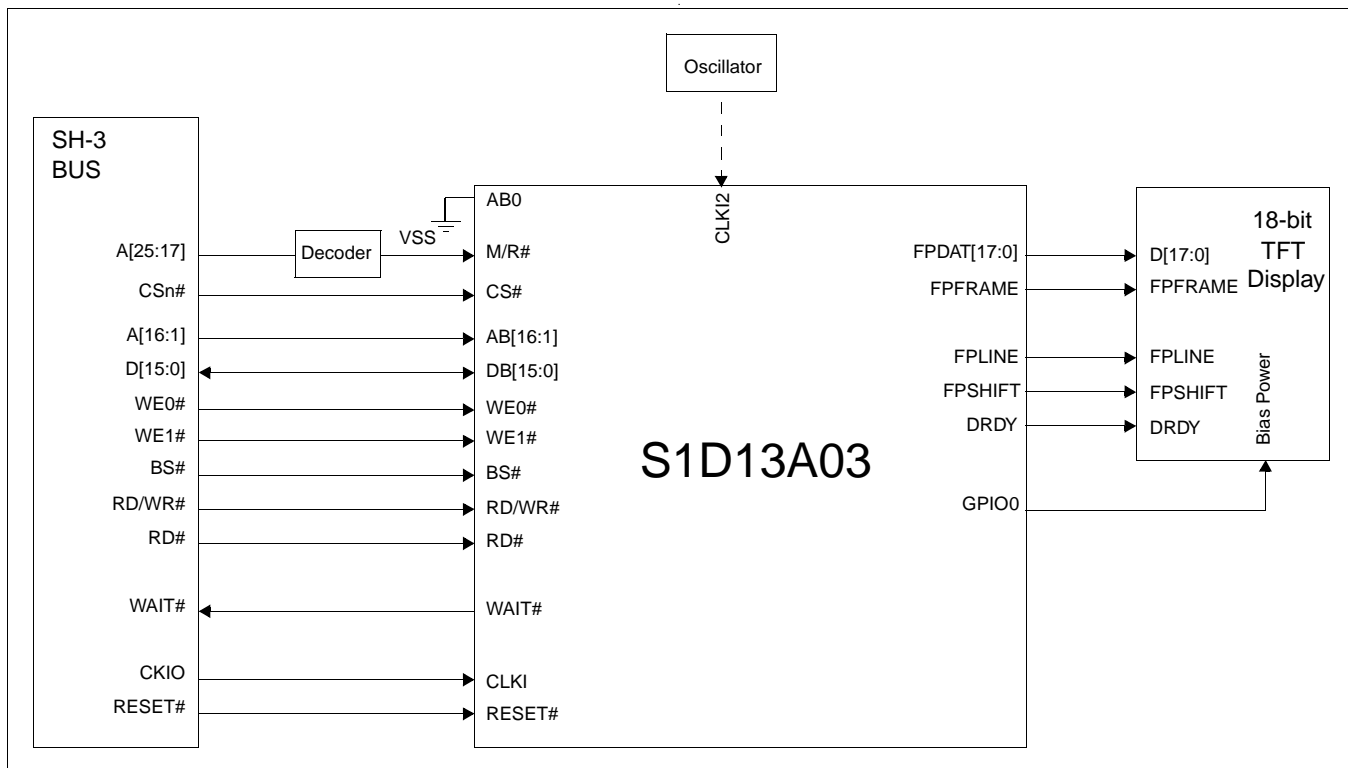 Oscillator
SH-3
BUS
A[25:17]
CSn#
A[16:1]
D[15:0]
WE0#
WE1#
BS#
RD/WR#
RD#
WAIT#
CKIO
RESET#
Decoder
VSS
AB0
M/R#
CS#
AB[16:1]
DB[15:0]
WE0#
WE1#
BS#
RD/WR#
RD#
WAIT#
CLKI
RESET#
CLKI2
S1D13A03
FPDAT[17:0]
FPFRAME
FPLINE
FPSHIFT
DRDY
GPIO0
18-bit
TFT
Display
D[17:0]
FPFRAME
FPLINE
FPSHIFT
DRDY
Bias Power